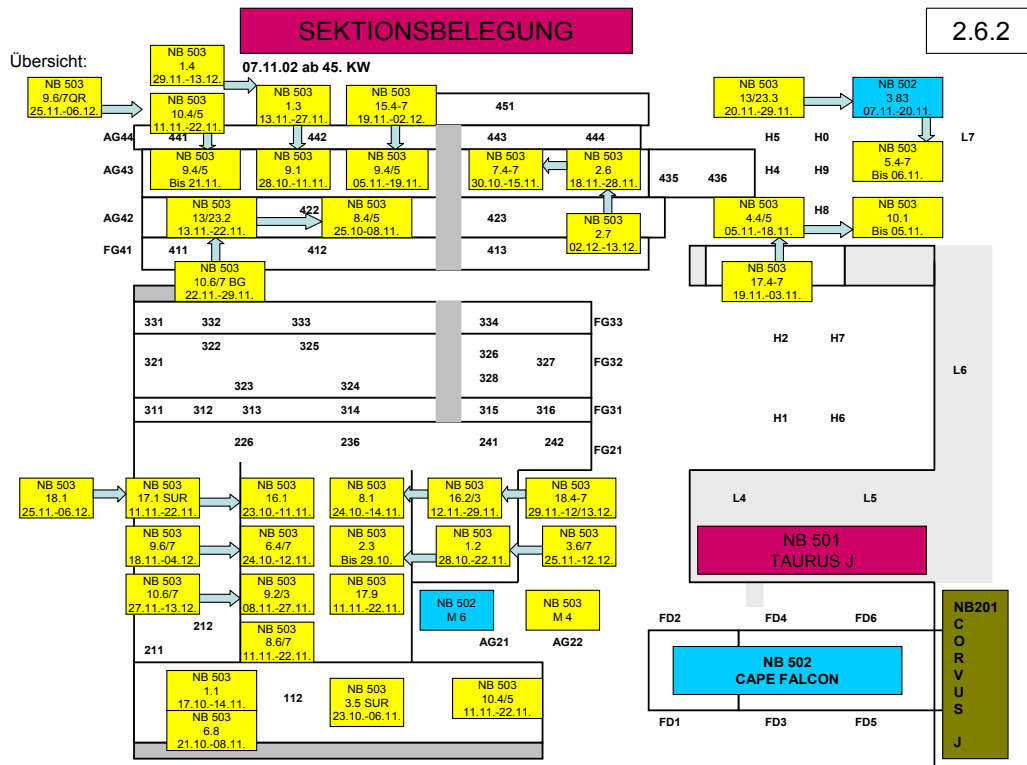 SEKTIONSBELEGUNG
2.6.2
Übersicht:
07.11.02 ab 45. KW
NB 503
1.4
29.11.-13.12.
NB 503
9.6/7QR
25.11.-06.12.
NB 503
10.4/5
11.11.-22.11.
NB 503
1.3
13.11.-27.11.
NB 503
15.4-7
19.11.-02.12.
451
NB 503
13/23.3
20.11.-29.11.
NB 502
3.83
07.11.-20.11.
AG44
441
442
443
444
H5
H0
L7
AG43
NB 503
9.4/5
Bis 21.11.
NB 503
9.1
28.10.-11.11.
NB 503
9.4/5
05.11.-19.11.
NB 503
7.4-7
30.10.-15.11.
NB 503
2.6
18.11.-28.11.
435
436
H4
H9
NB 503
5.4-7
Bis 06.11.
AG42
NB 503
13/23.2
13.11.-22.11.
422
NB 503
8.4/5
25.10-08.11.
423
NB 503
2.7
02.12.-13.12.
NB 503
4.4/5
05.11.-18.11.
H8
NB 503
10.1
Bis 05.11.
FG41
411
412
413
NB 503
10.6/7 BG
22.11.-29.11.
NB 503
17.4-7
19.11.-03.11.
331
332
333
334
FG33
H2
H7
321
322
325
326
327
FG32
L6
323
324
328
311
312
313
314
315
316
FG31
H1
H6
226
236
241
242
FG21
NB 503
18.1
25.11.-06.12.
NB 503
17.1 SUR
11.11.-22.11.
NB 503
16.1
23.10.-11.11.
NB 503
8.1
24.10.-14.11.
NB 503
16.2/3
12.11.-29.11.
NB 503
18.4-7
29.11.-12/13.12.
L4
L5
NB 503
9.6/7
18.11.-04.12.
NB 503
6.4/7
24.10.-12.11.
NB 503
2.3
Bis 29.10.
NB 503
1.2
28.10.-22.11.
NB 503
3.6/7
25.11.-12.12.
NB 501
TAURUS J
NB 503
10.6/7
27.11.-13.12.
NB 503
9.2/3
08.11.-27.11.
NB 503
17.9
11.11.-22.11.
NB 502
M 6
NB 503
M 4
212
211
NB 503
8.6/7
11.11.-22.11.
AG21
AG22
FD2
FD4
FD6
NB201
C
O
R
V
U
S
J
NB 502
CAPE FALCON
NB 503
1.1
17.10.-14.11.
112
NB 503
3.5 SUR
23.10.-06.11.
NB 503
10.4/5
11.11.-22.11.
NB 503
6.8
21.10.-08.11.
FD1
FD3
FD5